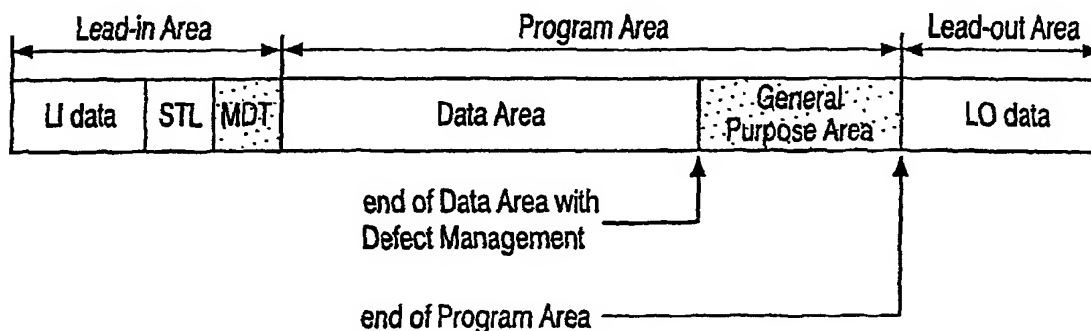 Lead-in Area
Program Area
Lead-out Area
LI data
STL
MDT
Data Area
General
Purpose Area
LO data
end of Data Area with
Defect Management
end of Program Area